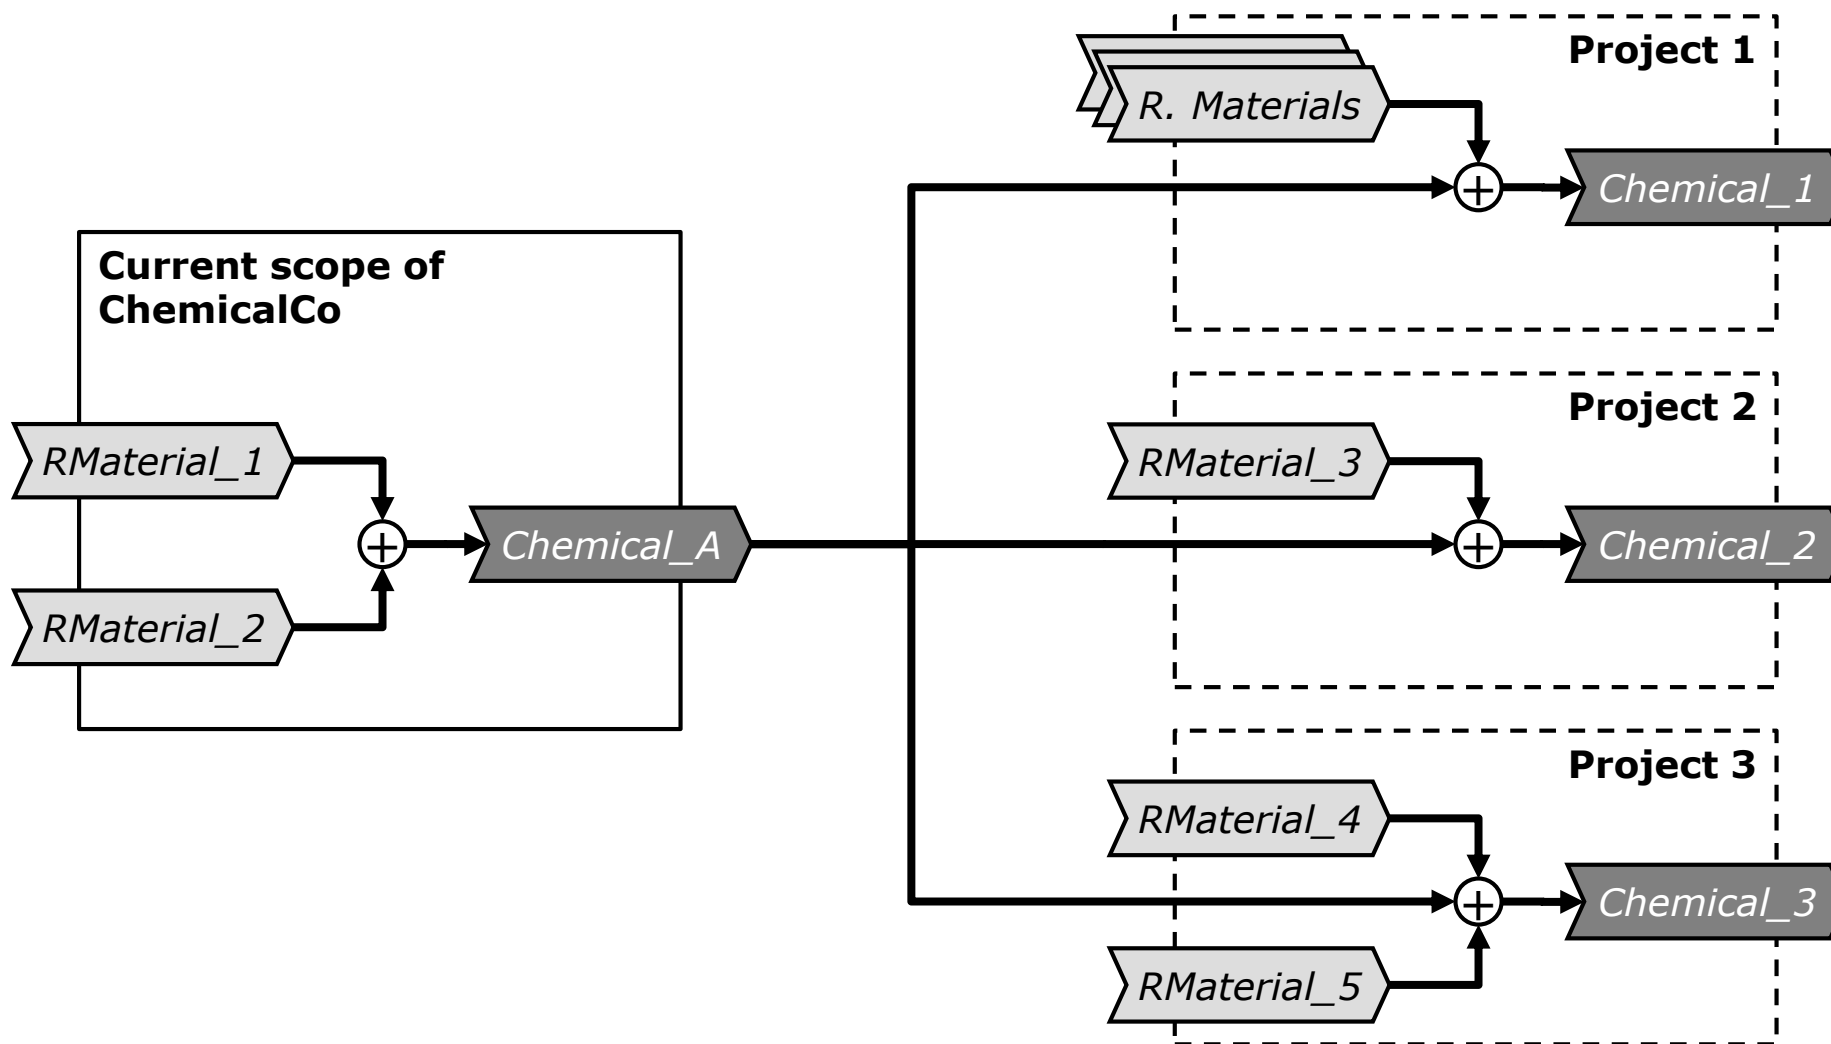 Project 1
R. Materials
Chemical_1
Current scope of
ChemicalCo
RMaterial_1
Chemical_A
RMaterial_2
Project 2
RMaterial_3
Chemical_2
Project 3
RMaterial_4
Chemical_3
RMaterial_5